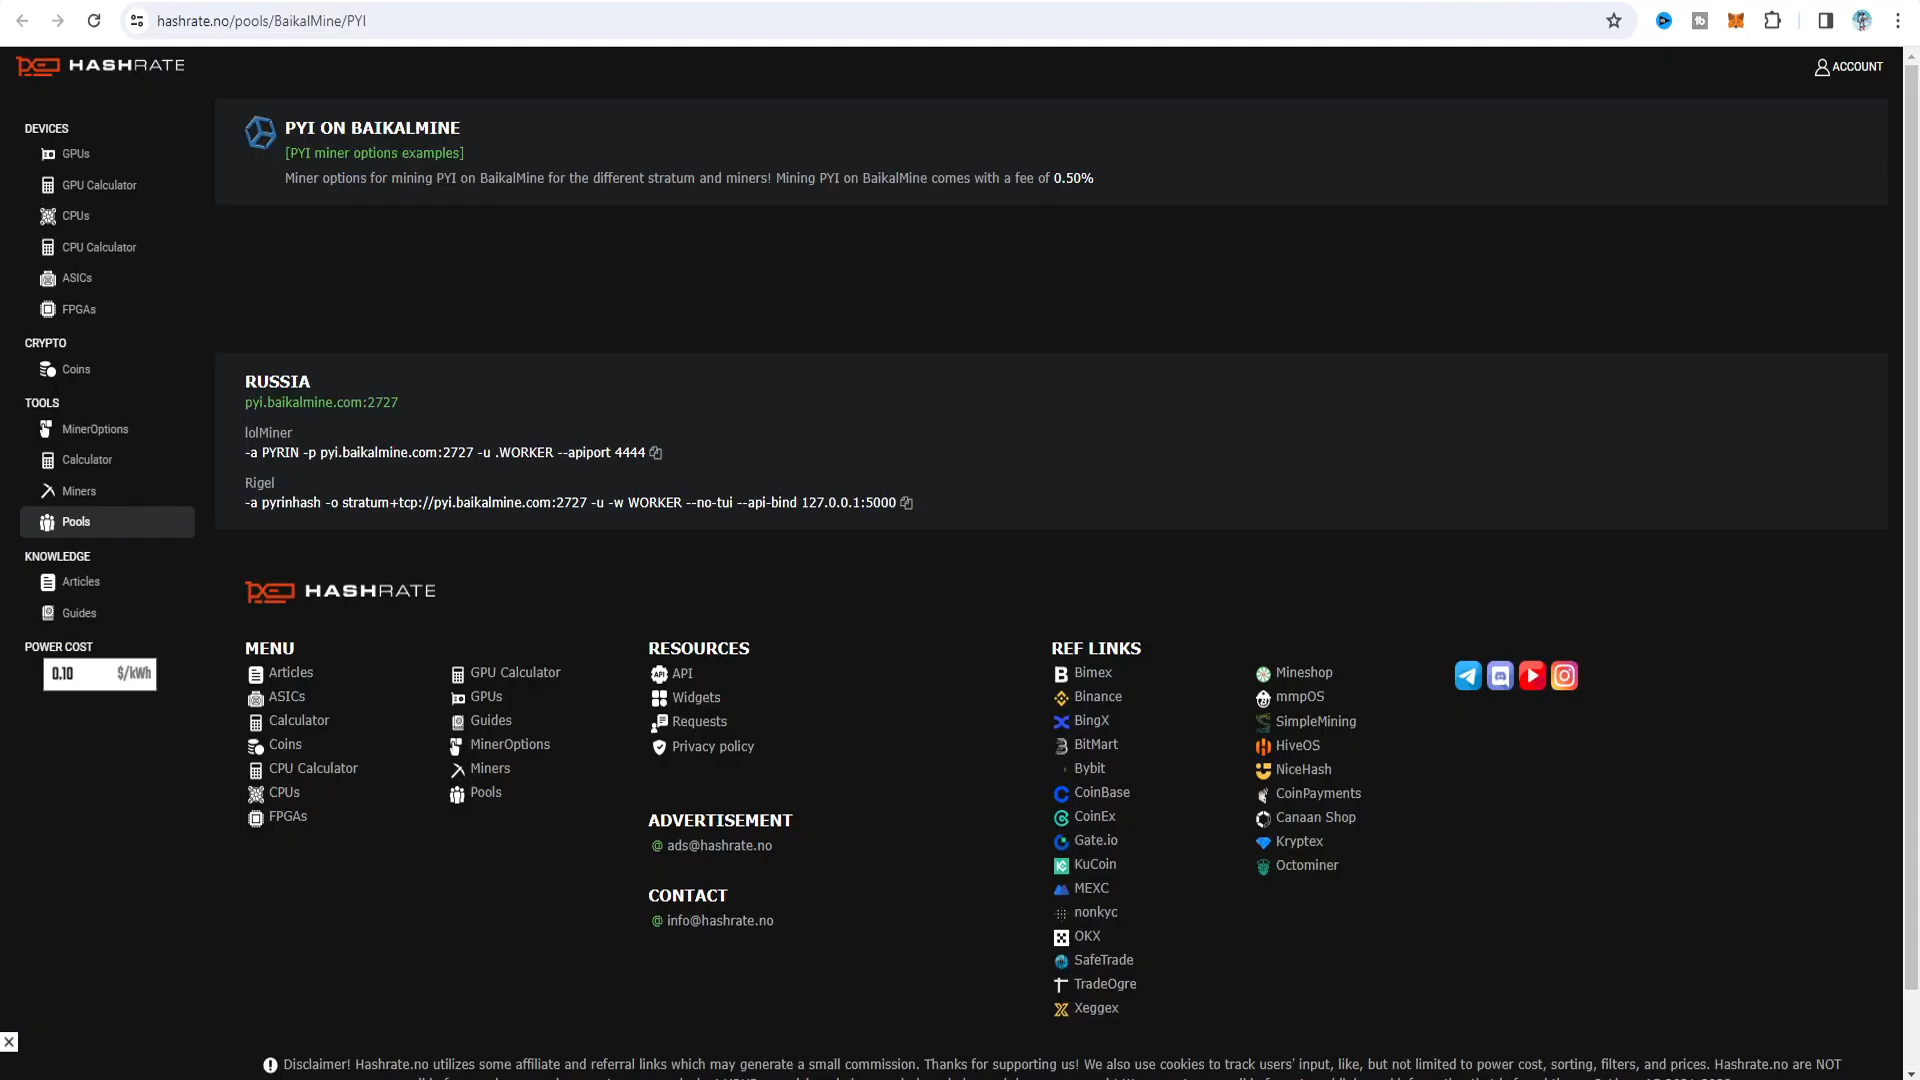 hashrate.no/pools/BaikalMine/PYI
HASHRATE
ACCOUNT
DEVICES
GPUs
GPU Calculator
CPUs
CPU Calculator
ASICs
FPGAs
CRYPTO
Coins
TOOLS
MinerOptions
Calculator
Miners
Pools
KNOWLEDGE
Articles
Guides
POWER COST
0.10 $/kWh
PYI ON BAIKALMINE
[PYI miner options examples]
Miner options for mining PYI on BaikalMine for the different stratum and miners! Mining PYI on BaikalMine comes with a fee of 0.50%
RUSSIA
pyi.baikalmine.com:2727
lolMiner
-a PYRIN -p pyi.baikalmine.com:2727 -u .WORKER --apiport 4444
Rigel
-a pyrinhash -o stratum+tcp://pyi.baikalmine.com:2727 -u -w WORKER --no-tui --api-bind 127.0.0.1:5000
HASHRATE
MENU
Articles
ASICs
Calculator
Coins
CPU Calculator
CPUs
FPGAs
GPU Calculator
GPUs
Guides
MinerOptions
Miners
Pools
RESOURCES
API
Widgets
Requests
Privacy policy
ADVERTISEMENT
@ ads@hashrate.no
CONTACT
@ info@hashrate.no
REF LINKS
Bimex
Binance
BingX
BitMart
Bybit
CoinBase
CoinEx
Gate.io
KuCoin
MEXC
nonkyc
OKX
SafeTrade
TradeOgre
Xeggex
Mineshop
mmpOS
SimpleMining
HiveOS
NiceHash
CoinPayments
Canaan Shop
Kryptex
Octominer
Disclaimer! Hashrate.no utilizes some affiliate and referral links which may generate a small commission. Thanks for supporting us! We also use cookies to track users' input, like, but not limited to power cost, sorting, filters, and prices. Hashrate.no are NOT